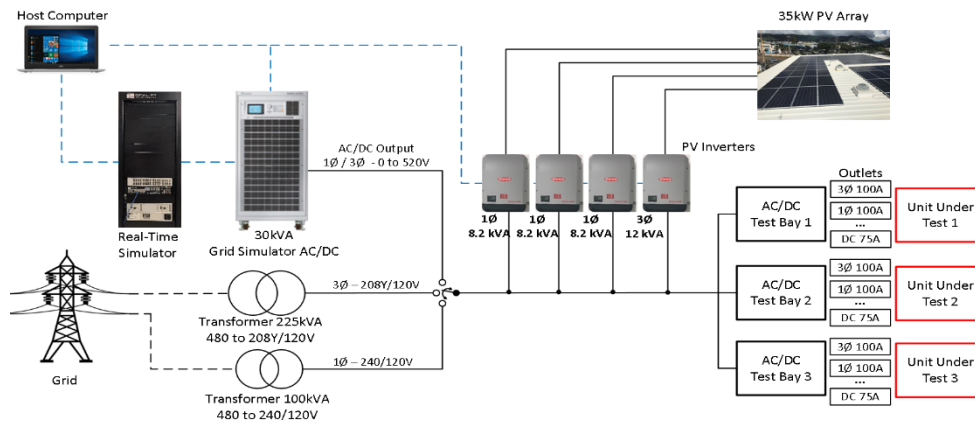 Host Computer
35kW PV Array
AC/DC Output
1Ø / 3Ø - 0 to 520V
PV Inverters
Real-Time
Simulator
30kVA
Grid Simulator AC/DC
1Ø
8.2 kVA
1Ø
8.2 kVA
1Ø
8.2 kVA
3Ø
12 kVA
Outlets
AC/DC
Test Bay 1
3Ø 100A
1Ø 100A
...
DC 75A
Unit Under
Test 1
3Ø – 208Y/120V
Transformer 225kVA
480 to 208Y/120V
AC/DC
Test Bay 2
3Ø 100A
1Ø 100A
...
DC 75A
Unit Under
Test 2
Grid
1Ø – 240/120V
Transformer 100kVA
480 to 240/120V
AC/DC
Test Bay 3
3Ø 100A
1Ø 100A
...
DC 75A
Unit Under
Test 3